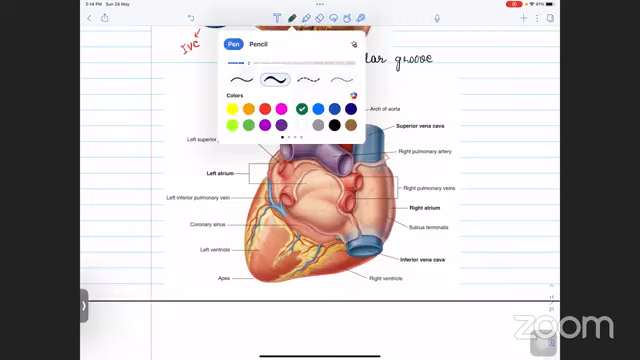 5:14 PM Sun 28 May
IVC
Pen
Pencil
groove
Colors
Arch of aorta
Left superior
Superior vena cava
Right pulmonary artery
Left atrium
Right pulmonary veins
Left inferior pulmonary vein
Right atrium
Coronary sinus
Sulcus terminalis
Left ventricle
Inferior vena cava
Apex
Right ventricle
zoom